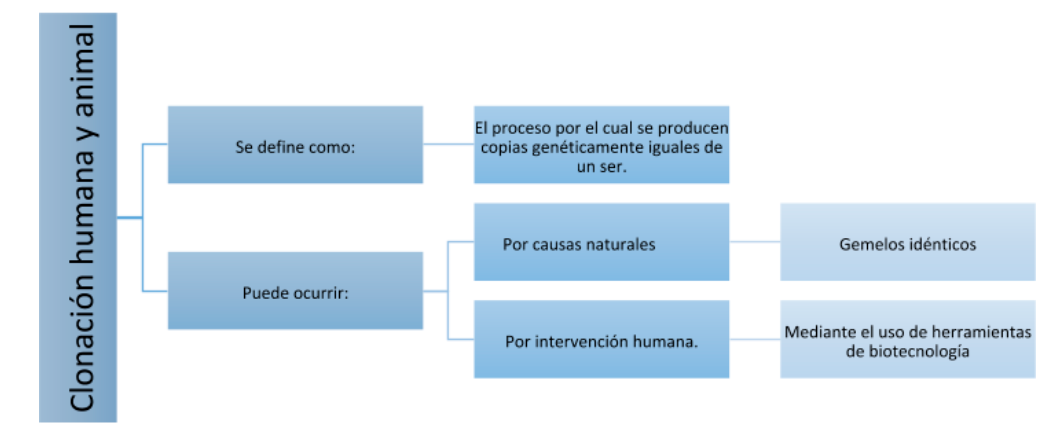 Clonación humana y animal
Se define como:
El proceso por el cual se producen
copias genéticamente iguales de
un ser.
Puede ocurrir:
Por causas naturales
Gemelos idénticos
Por intervención humana.
Mediante el uso de herramientas
de biotecnología